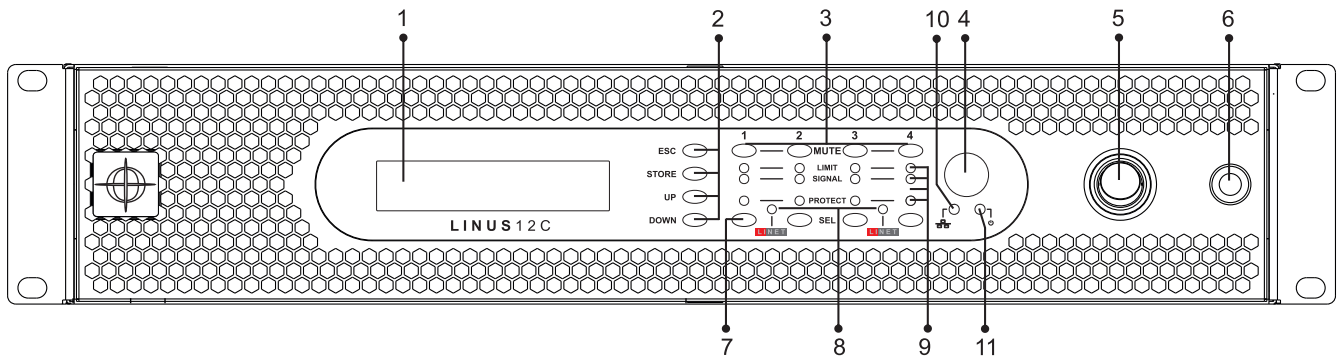 1 2 3 10 4 5 6
1 2 3 4
ESC MUTE
LIMIT
STORE SIGNAL
UP
PROTECT
DOWN SEL
LINUS12C
LINET LINET
7 8 9 11